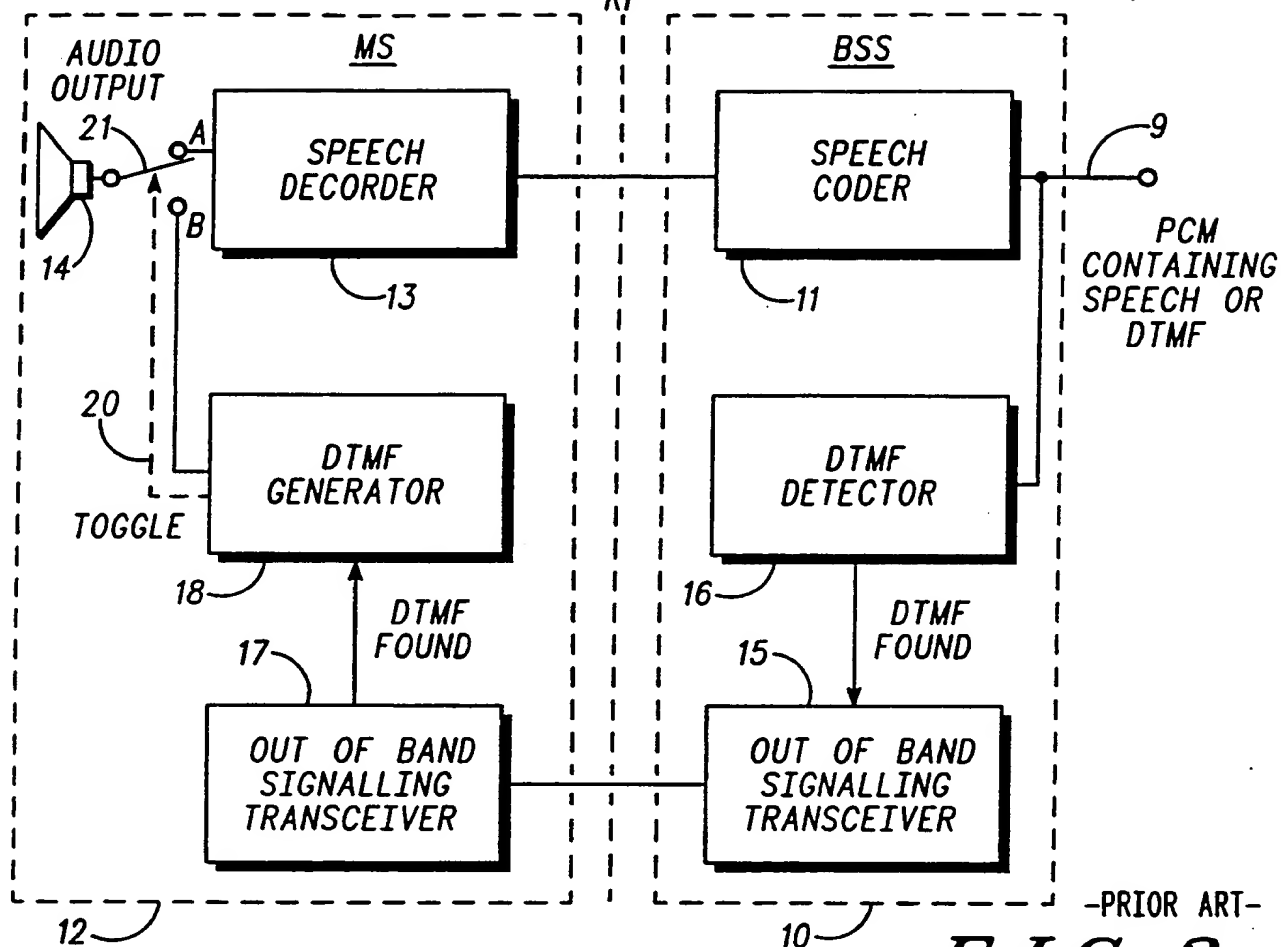 MS
BSS
AUDIO
OUTPUT
21
A
B
14
SPEECH
DECORDER
13
SPEECH
CODER
11
9
PCM
CONTAINING
SPEECH OR
DTMF
20
TOGGLE
DTMF
GENERATOR
18
DTMF
DETECTOR
16
DTMF
FOUND
DTMF
FOUND
17
15
OUT OF BAND
SIGNALLING
TRANSCEIVER
OUT OF BAND
SIGNALLING
TRANSCEIVER
12
10
-PRIOR ART-